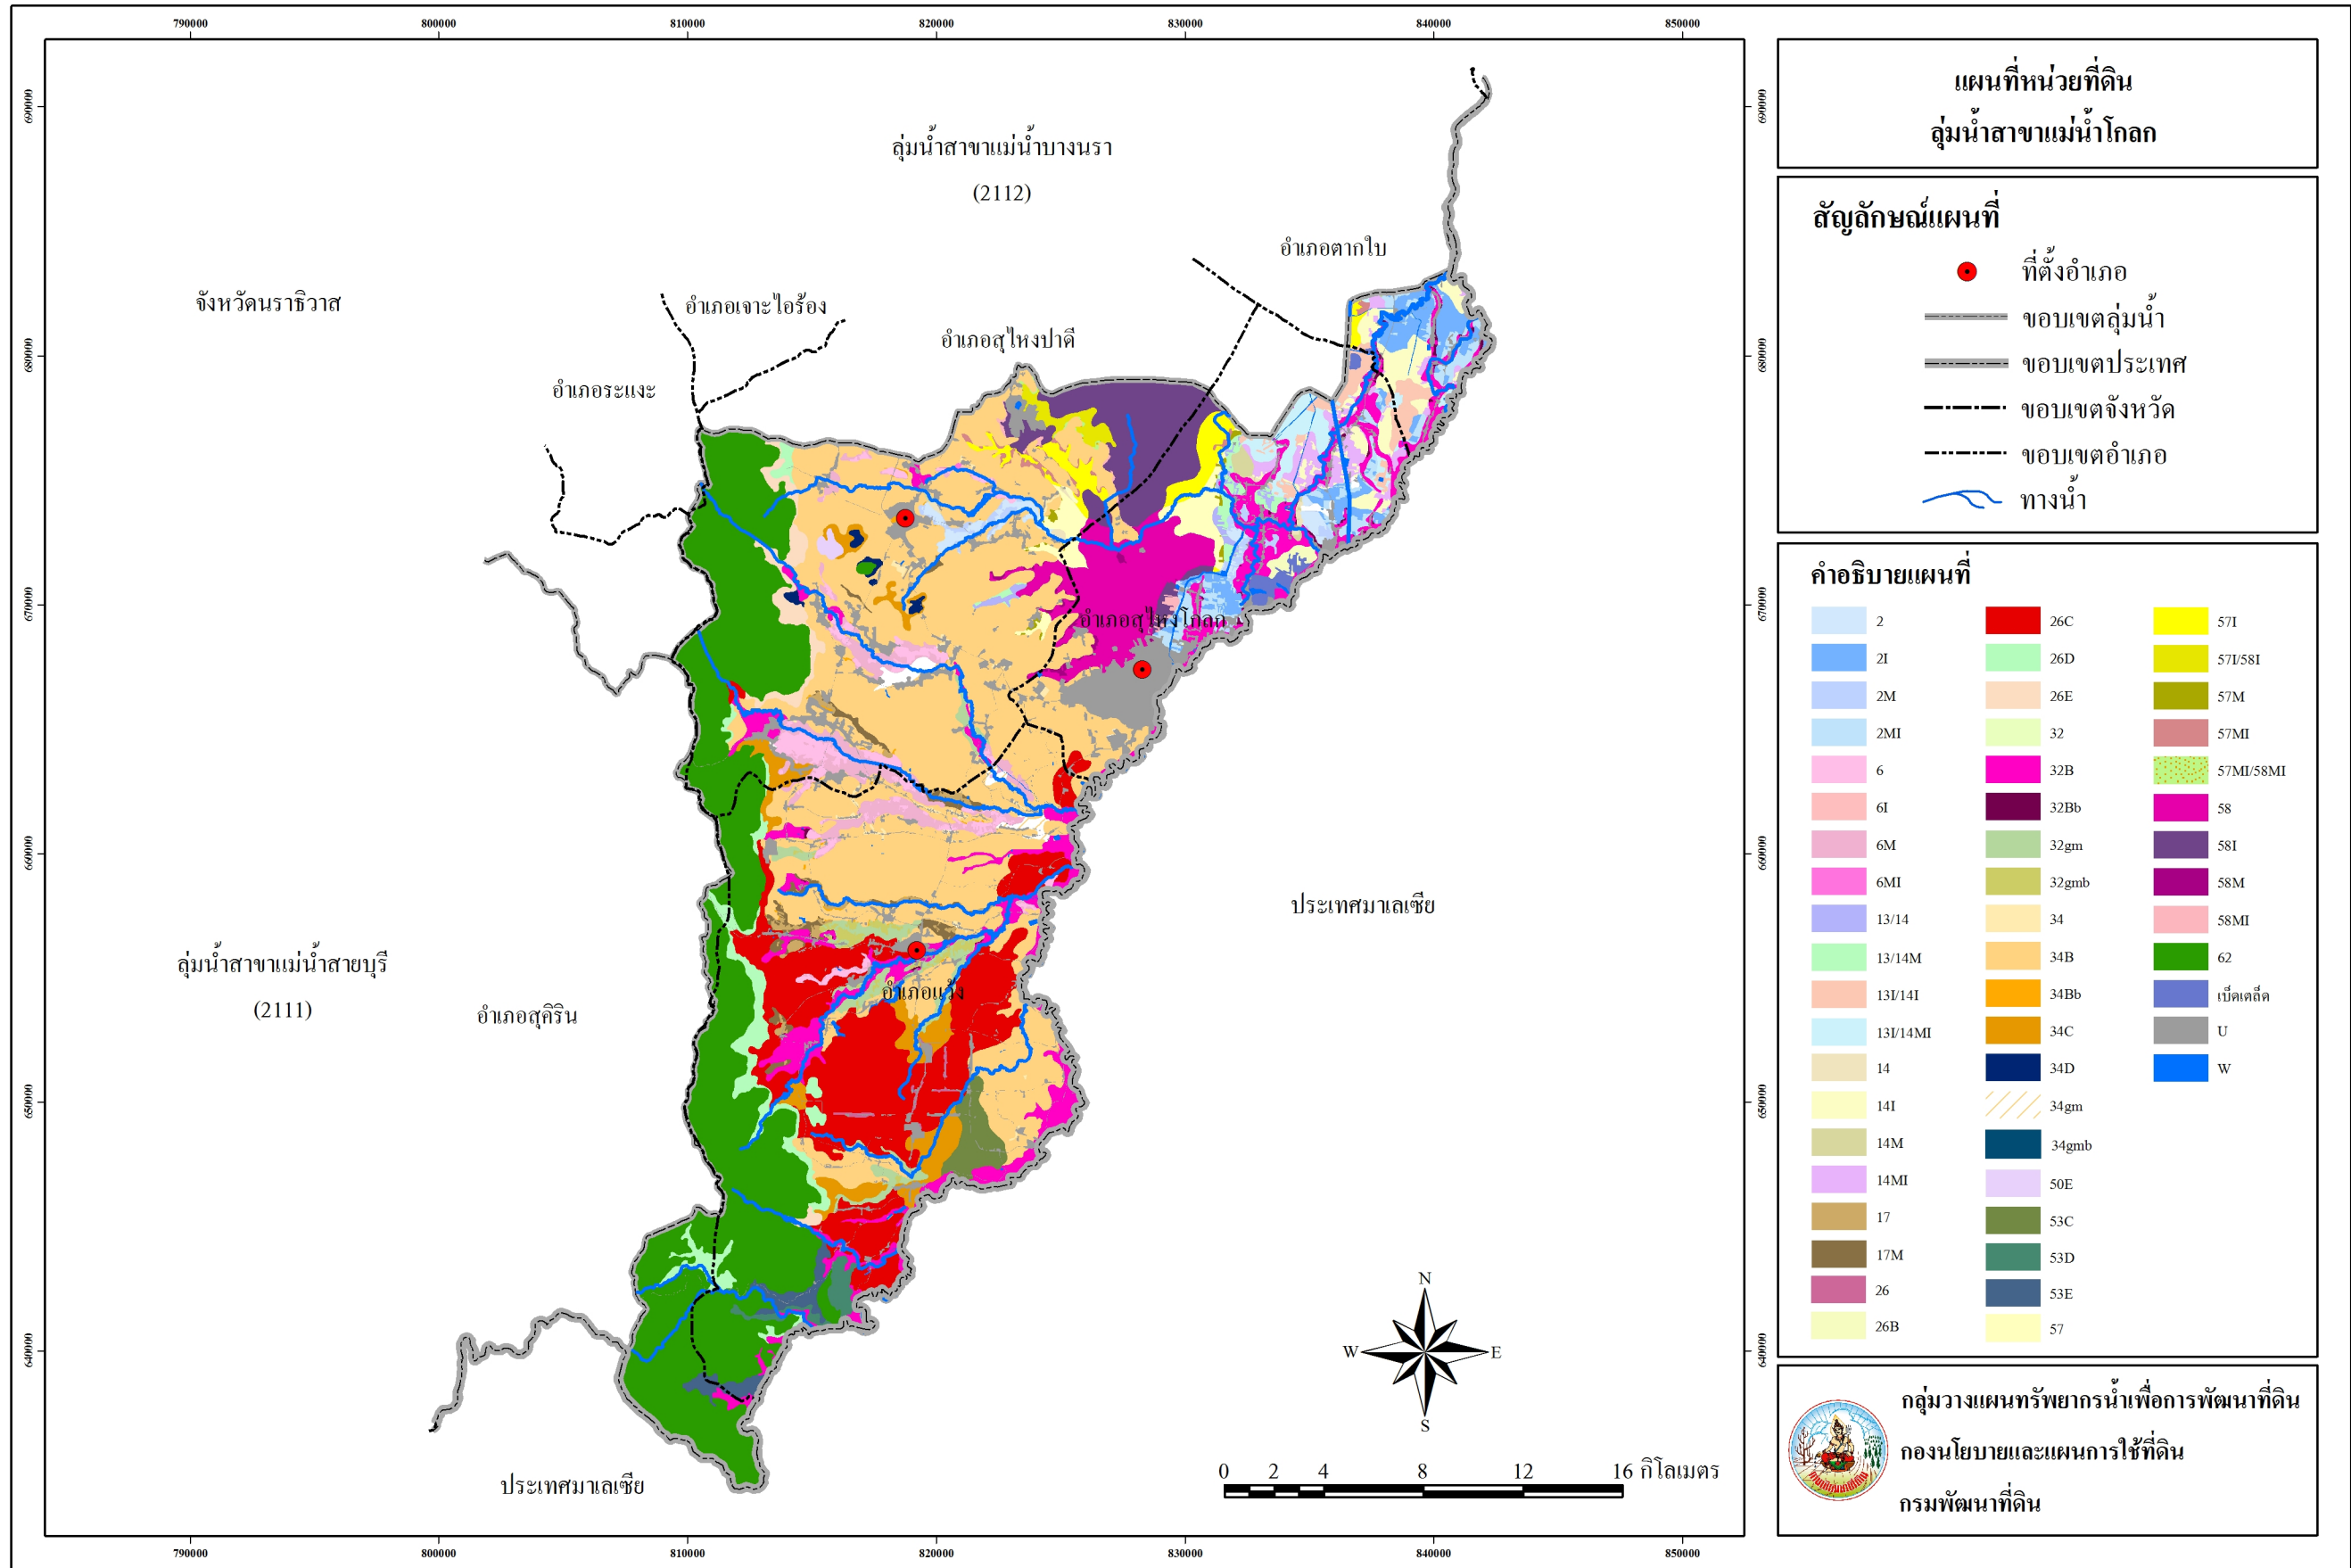 790000 800000 810000 820000 830000 840000 850000
690000 680000 670000 660000 650000 640000
690000 680000 670000 660000 650000 640000
ลุ่มน้ำสาขาแม่น้ำบางนรา
(2112)
อำเภอตากใบ
จังหวัดนราธิวาส
อำเภอเจาะไอร้อง
อำเภอสุไหงปาดี
อำเภอระแงะ
อำเภอสุไหงโกลก
ประเทศมาเลเซีย
ลุ่มน้ำสาขาแม่น้ำสายบุรี
(2111)
อำเภอสุคิริน
อำเภอแว้ง
ประเทศมาเลเซีย
N
W E
S
0 2 4 8 12 16 กิโลเมตร
790000 800000 810000 820000 830000 840000 850000
แผนที่หน่วยที่ดิน
ลุ่มน้ำสาขาแม่น้ำโกลก
สัญลักษณ์แผนที่
ที่ตั้งอำเภอ
ขอบเขตลุ่มน้ำ
ขอบเขตประเทศ
ขอบเขตจังหวัด
ขอบเขตอำเภอ
ทางน้ำ
คำอธิบายแผนที่
2
2I
2M
2MI
6
6I
6M
6MI
13/14
13/14M
13I/14I
13I/14MI
14
14I
14M
14MI
17
17M
26
26B
26C
26D
26E
32
32B
32Bb
32gm
32gmb
34
34B
34Bb
34C
34D
34gm
34gmb
50E
53C
53D
53E
57
57I
57I/58I
57M
57MI
57MI/58MI
58
58I
58M
58MI
62
เบ็ดเตล็ด
U
W
กลุ่มวางแผนทรัพยากรน้ำเพื่อการพัฒนาที่ดิน
กองนโยบายและแผนการใช้ที่ดิน
กรมพัฒนาที่ดิน